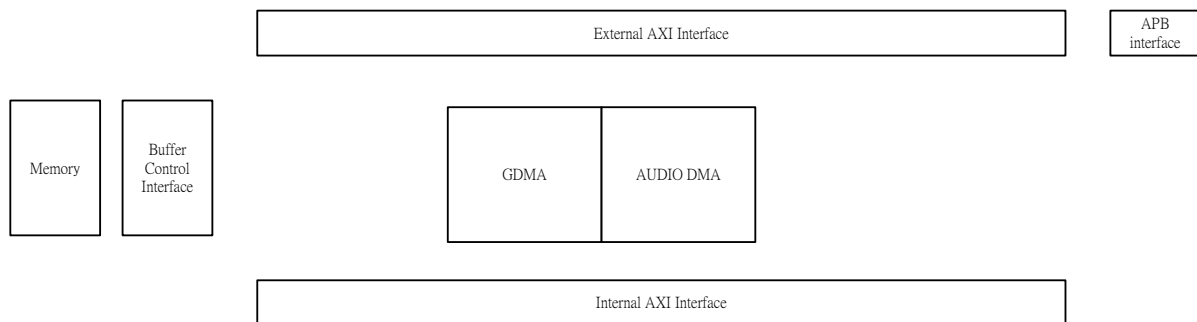 External AXI Interface
APB
interface
Memory
Buffer
Control
Interface
GDMA
AUDIO DMA
Internal AXI Interface